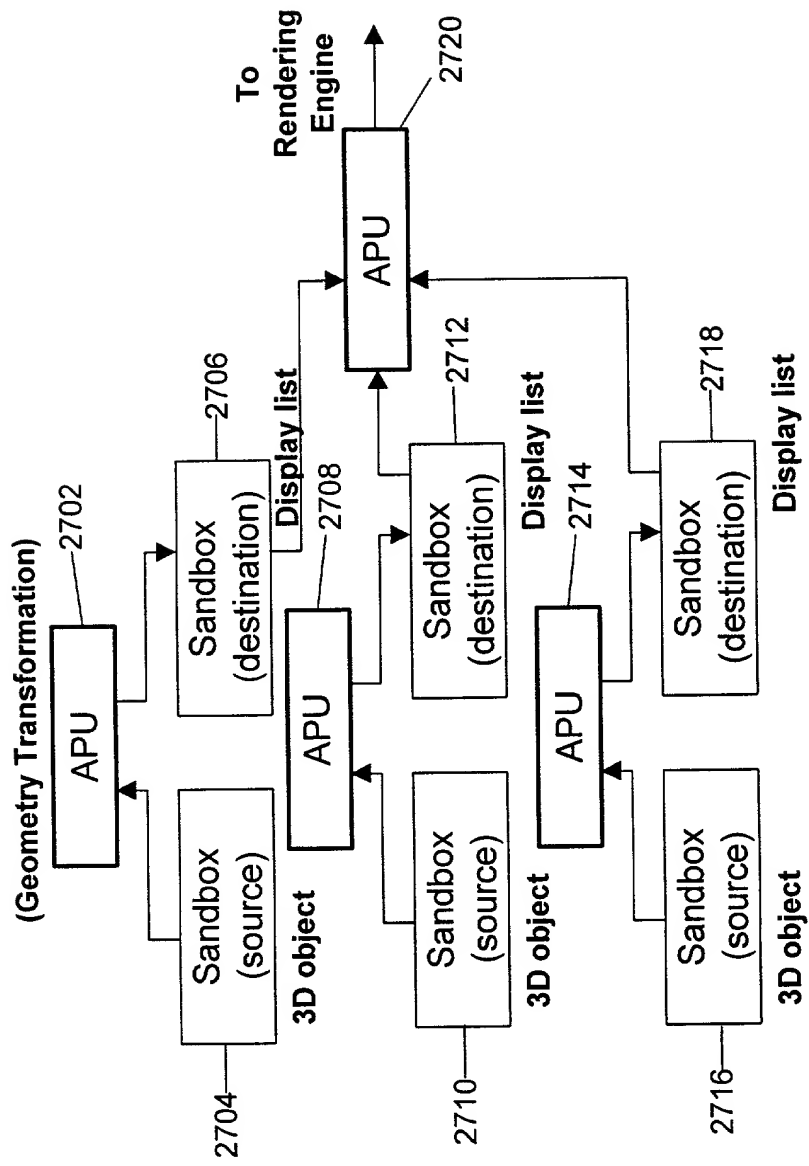 (Geometry Transformation)
2702
APU
Sandbox
(source)
3D object
2704
Sandbox
(destination)
2706
Display list
2708
APU
Sandbox
(source)
3D object
2710
Sandbox
(destination)
2712
Display list
2714
APU
Sandbox
(source)
3D object
2716
Sandbox
(destination)
2718
Display list
APU
2720
To
Rendering
Engine